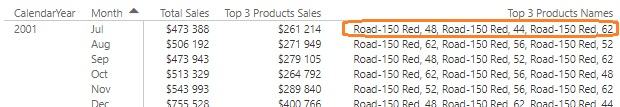 CalendarYear Month Total Sales Top 3 Products Sales Top 3 Products Names
2001 Jul $473 388 $261 214 Road-150 Red, 48, Road-150 Red, 44, Road-150 Red, 62
Aug $506 192 $271 949 Road-150 Red, 62, Road-150 Red, 56, Road-150 Red, 52
Sep $473 943 $279 105 Road-150 Red, 52, Road-150 Red, 56, Road-150 Red, 62
Oct $513 329 $264 792 Road-150 Red, 62, Road-150 Red, 56, Road-150 Red, 48
Nov $543 993 $289 840 Road-150 Red, 52, Road-150 Red, 56, Road-150 Red, 62
Dec $755 528 $400 766 Road-150 Red, 48, Road-150 Red, 62, Road-150 Red, 44